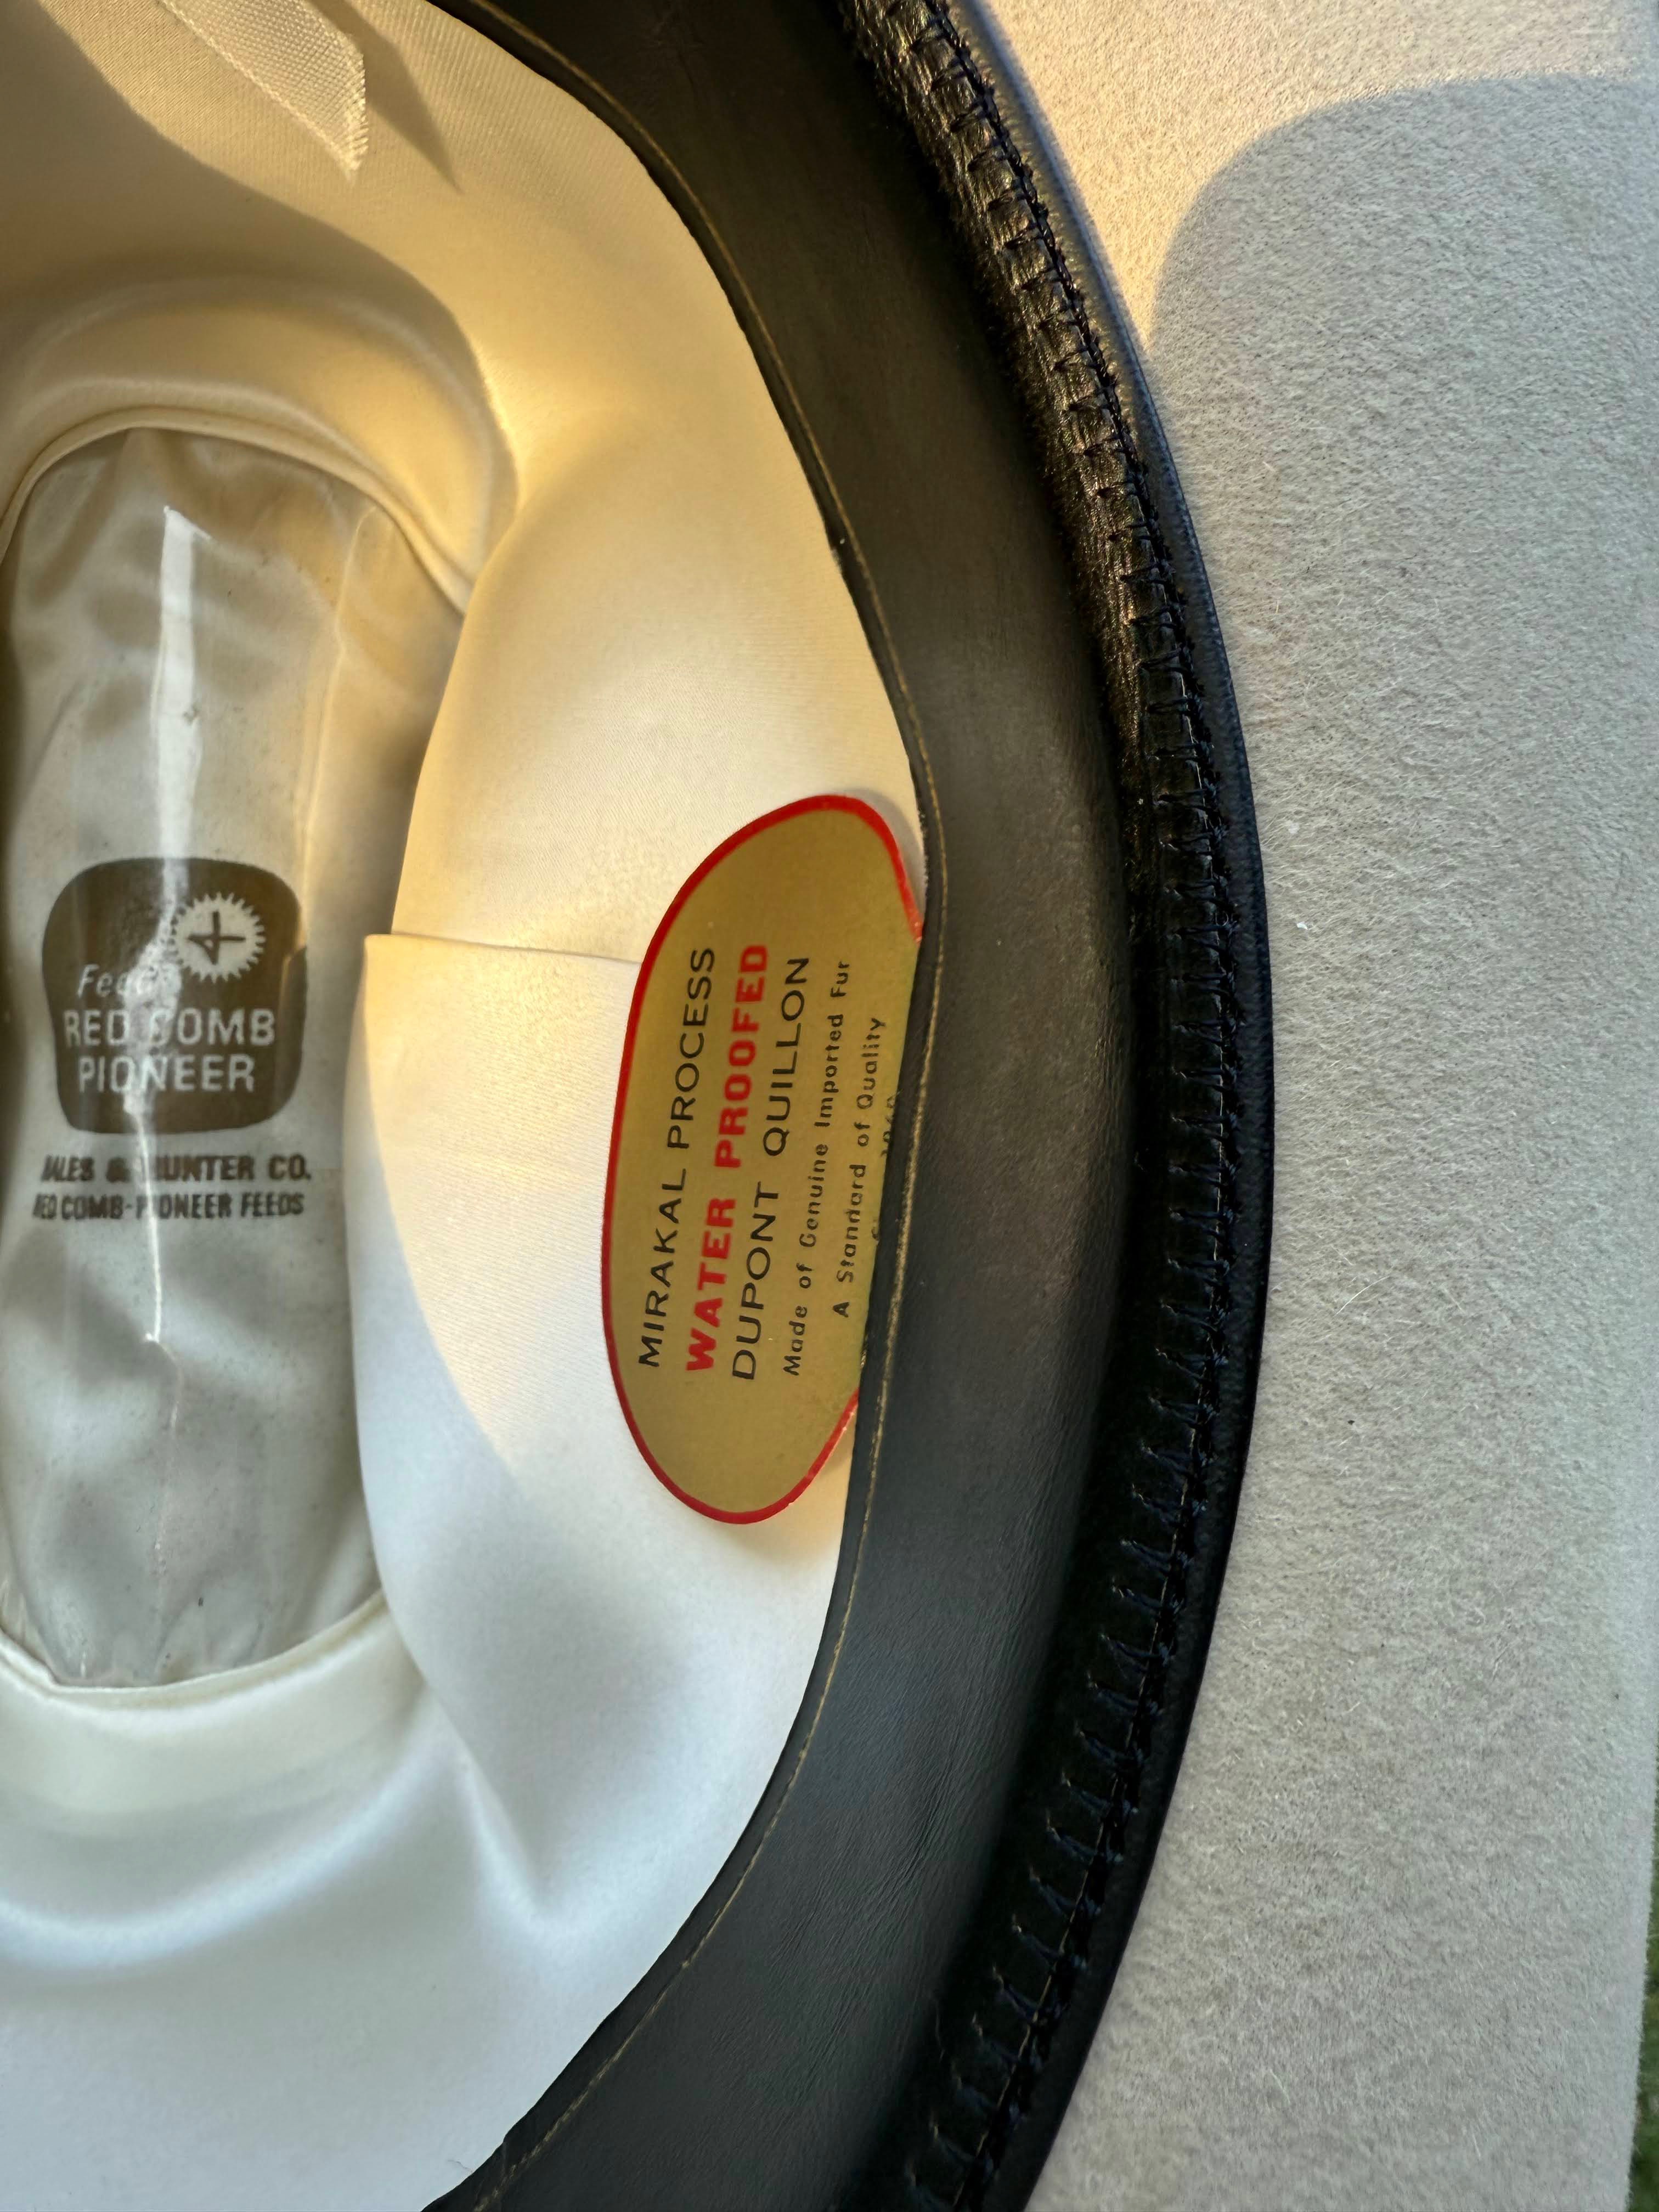 Feeds
RED COMB
PIONEER
HUNTER CO.
RED COMB-PIONEER FEEDS
MIRAKAL PROCESS
WATER PROOFED
DUPONT QUILLON
Made of Genuine Imported Fur
A Standard of Quality